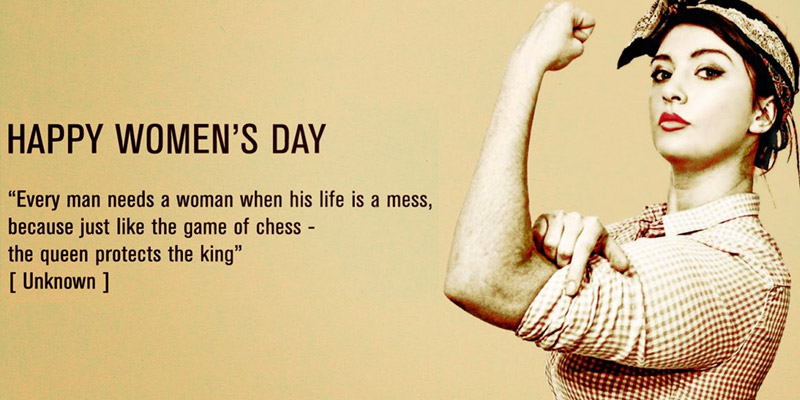 HAPPY WOMEN'S DAY
“Every man needs a woman when his life is a mess,
because just like the game of chess -
the queen protects the king”
[ Unknown ]